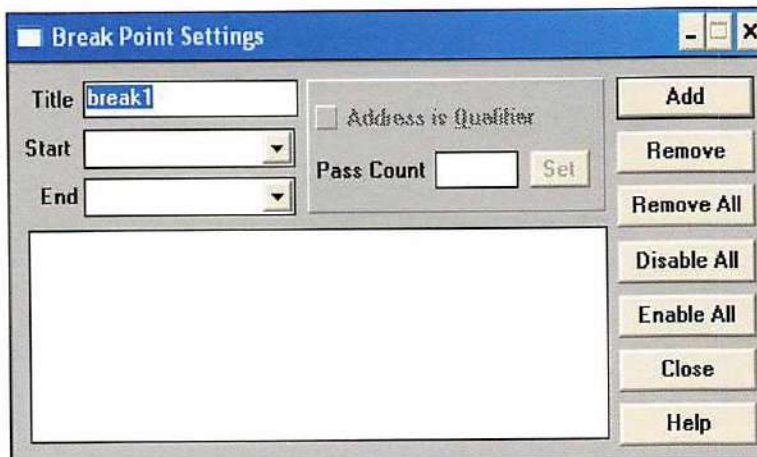 Break Point Settings
Title break1
Start
End
Address is Qualifier
Pass Count Set
Add
Remove
Remove All
Disable All
Enable All
Close
Help